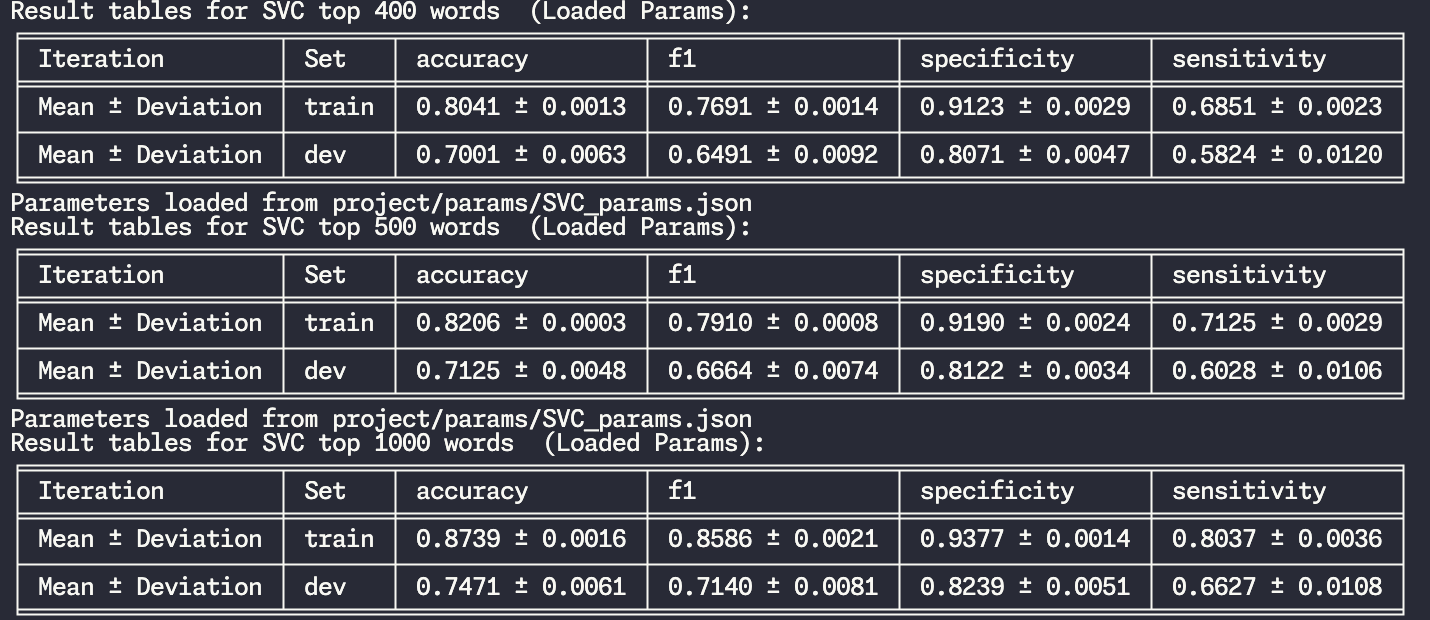 Result tables for SVC top 400 words  (Loaded Params):
Iteration Set accuracy f1 specificity sensitivity
Mean ± Deviation train 0.8041 ± 0.0013 0.7691 ± 0.0014 0.9123 ± 0.0029 0.6851 ± 0.0023
Mean ± Deviation dev 0.7001 ± 0.0063 0.6491 ± 0.0092 0.8071 ± 0.0047 0.5824 ± 0.0120
Parameters loaded from project/params/SVC_params.json
Result tables for SVC top 500 words  (Loaded Params):
Iteration Set accuracy f1 specificity sensitivity
Mean ± Deviation train 0.8206 ± 0.0003 0.7910 ± 0.0008 0.9190 ± 0.0024 0.7125 ± 0.0029
Mean ± Deviation dev 0.7125 ± 0.0048 0.6664 ± 0.0074 0.8122 ± 0.0034 0.6028 ± 0.0106
Parameters loaded from project/params/SVC_params.json
Result tables for SVC top 1000 words  (Loaded Params):
Iteration Set accuracy f1 specificity sensitivity
Mean ± Deviation train 0.8739 ± 0.0016 0.8586 ± 0.0021 0.9377 ± 0.0014 0.8037 ± 0.0036
Mean ± Deviation dev 0.7471 ± 0.0061 0.7140 ± 0.0081 0.8239 ± 0.0051 0.6627 ± 0.0108